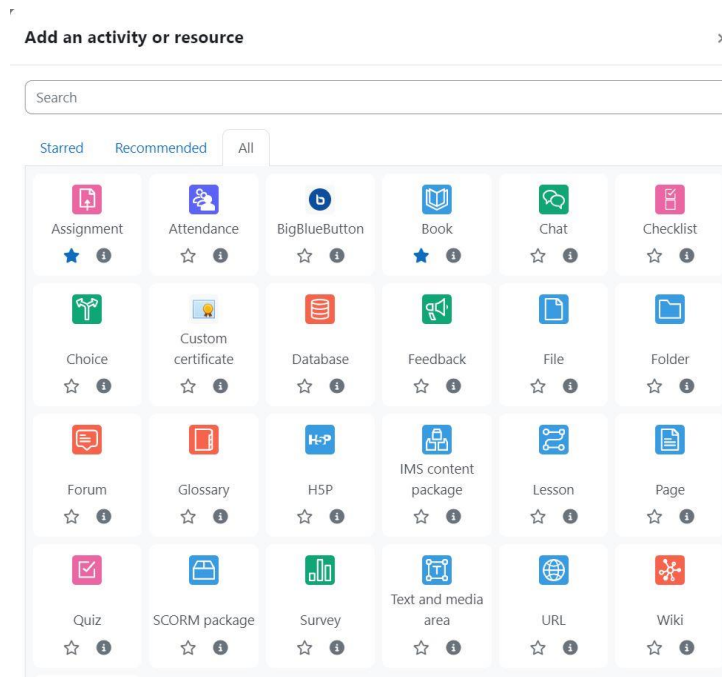 Add an activity or resource
Search
Starred Recommended All
Assignment Attendance BigBlueButton Book Chat Checklist
Choice Custom certificate Database Feedback File Folder
Forum Glossary H5P IMS content package Lesson Page
Quiz SCORM package Survey Text and media area URL Wiki